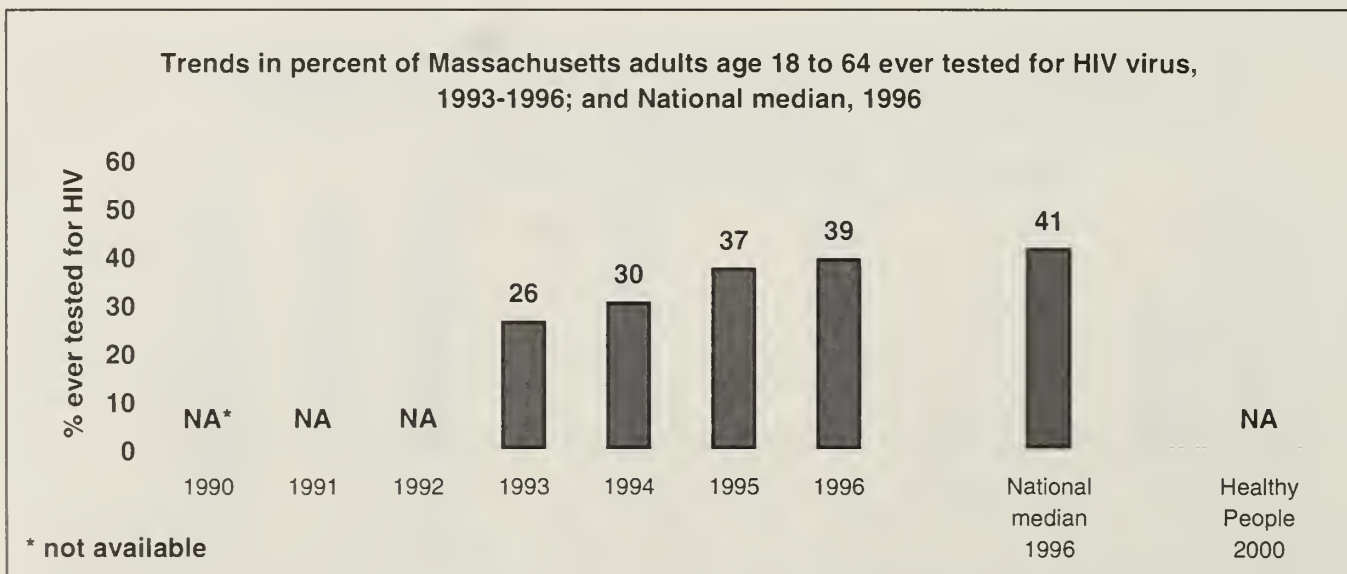 Trends in percent of Massachusetts adults age 18 to 64 ever tested for HIV virus,
1993-1996; and National median, 1996
% ever tested for HIV
60
50
40
30
20
10
0
NA* NA NA 26 30 37 39 41 NA
1990 1991 1992 1993 1994 1995 1996 National median 1996 Healthy People 2000
* not available